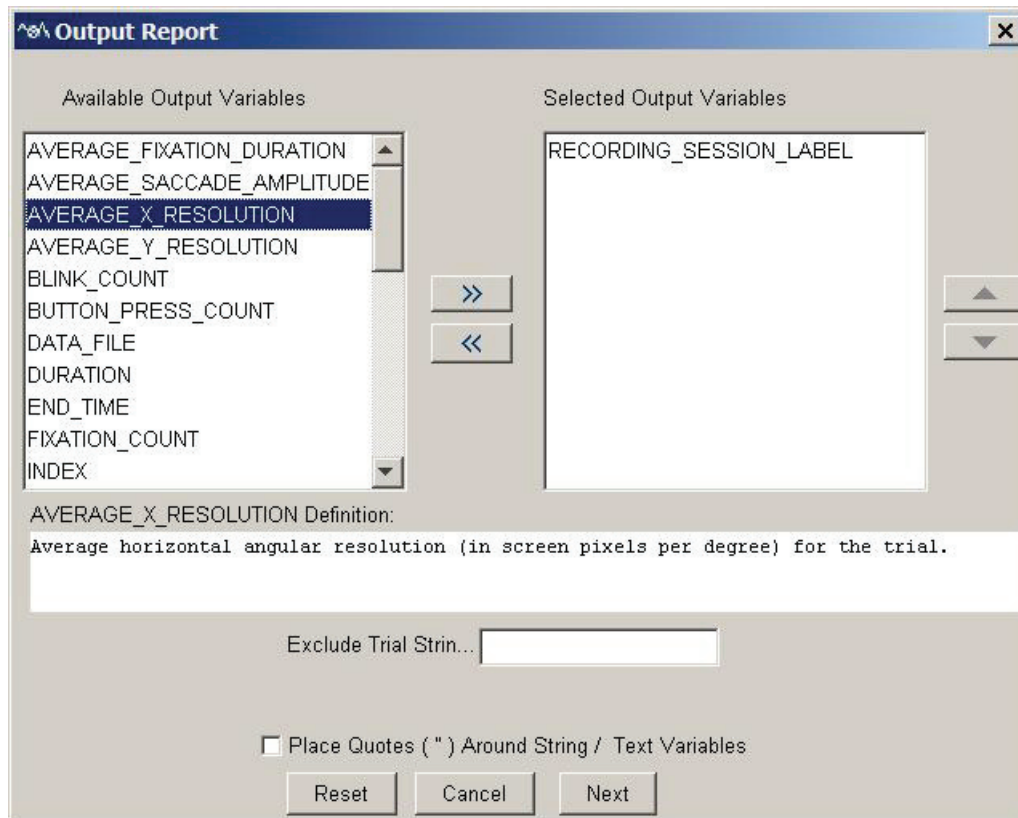 Output Report
Available Output Variables
Selected Output Variables
AVERAGE_FIXATION_DURATION
AVERAGE_SACCADE_AMPLITUDE
AVERAGE_X_RESOLUTION
AVERAGE_Y_RESOLUTION
BLINK_COUNT
BUTTON_PRESS_COUNT
DATA_FILE
DURATION
END_TIME
FIXATION_COUNT
INDEX
>>
<<
RECORDING_SESSION_LABEL
AVERAGE_X_RESOLUTION Definition:
Average horizontal angular resolution (in screen pixels per degree) for the trial.
Exclude Trial Strin...
Place Quotes ( " ) Around String / Text Variables
Reset
Cancel
Next